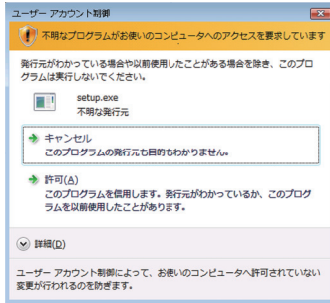 ユーザー アカウント制御
不明なプログラムがお使いのコンピュータへのアクセスを要求しています
発行元がわかっている場合や以前使用したことがある場合を除き、このプロ
グラムは実行しないでください。
setup.exe
不明な発行元
キャンセル
このプログラムの発行元も目的もわかりません。
許可(A)
このプログラムを信用します。発行元がわかっているか、このプログ
ラムを以前使用したことがあります。
詳細(D)
ユーザー アカウント制御によって、お使いのコンピュータへ許可されていない
変更が行われるのを防ぎます。